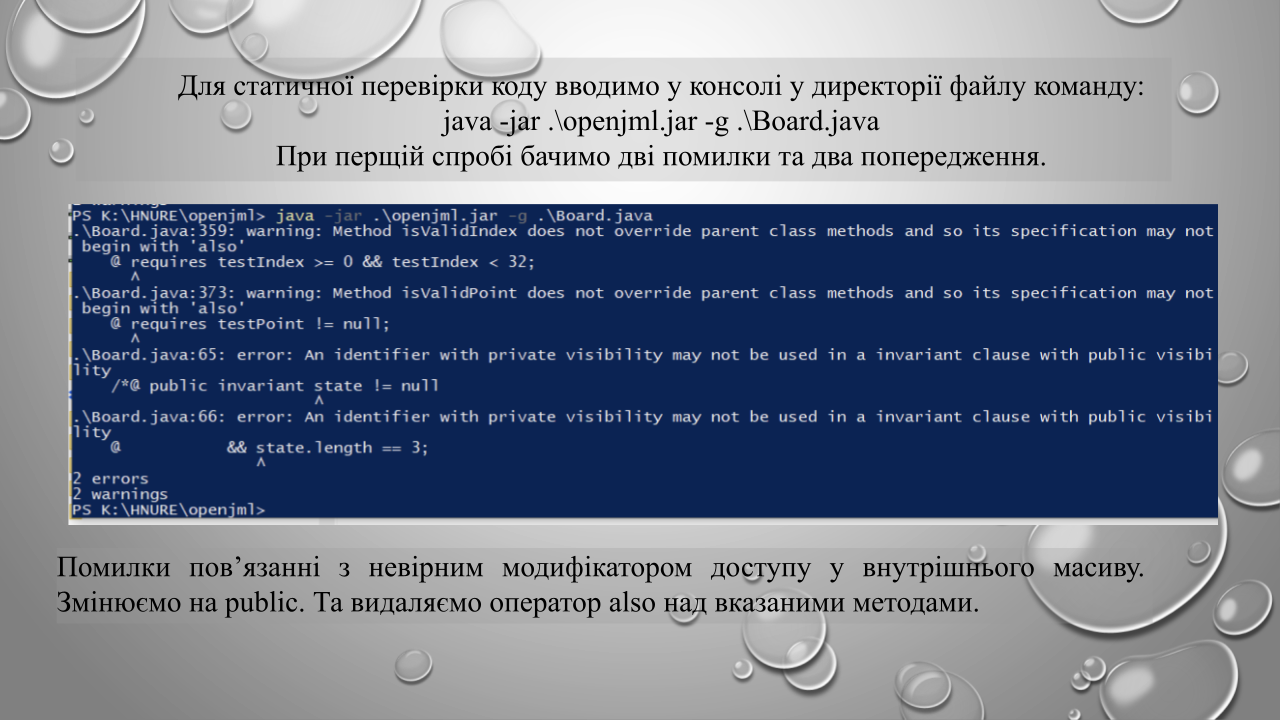 Для статичної перевірки коду вводимо у консолі у директорії файлу команду:
java -jar .\openjml.jar -g .\Board.java
При перщій спробі бачимо дві помилки та два попередження.
PS K:\HNURE\openjml> java -jar .\openjml.jar -g .\Board.java
.\Board.java:359: warning: Method isValidIndex does not override parent class methods and so its specification may not
begin with 'also'
@ requires testIndex >= 0 && testIndex < 32;
^
.\Board.java:373: warning: Method isValidPoint does not override parent class methods and so its specification may not
begin with 'also'
@ requires testPoint != null;
^
.\Board.java:65: error: An identifier with private visibility may not be used in a invariant clause with public visibi
lity
/*@ public invariant state != null
^
.\Board.java:66: error: An identifier with private visibility may not be used in a invariant clause with public visibi
lity
@ && state.length == 3;
^
2 errors
2 warnings
PS K:\HNURE\openjml>
Помилки пов’язанні з невірним модифікатором доступу у внутрішнього масиву.
Змінюємо на public. Та видаляємо оператор also над вказаними методами.